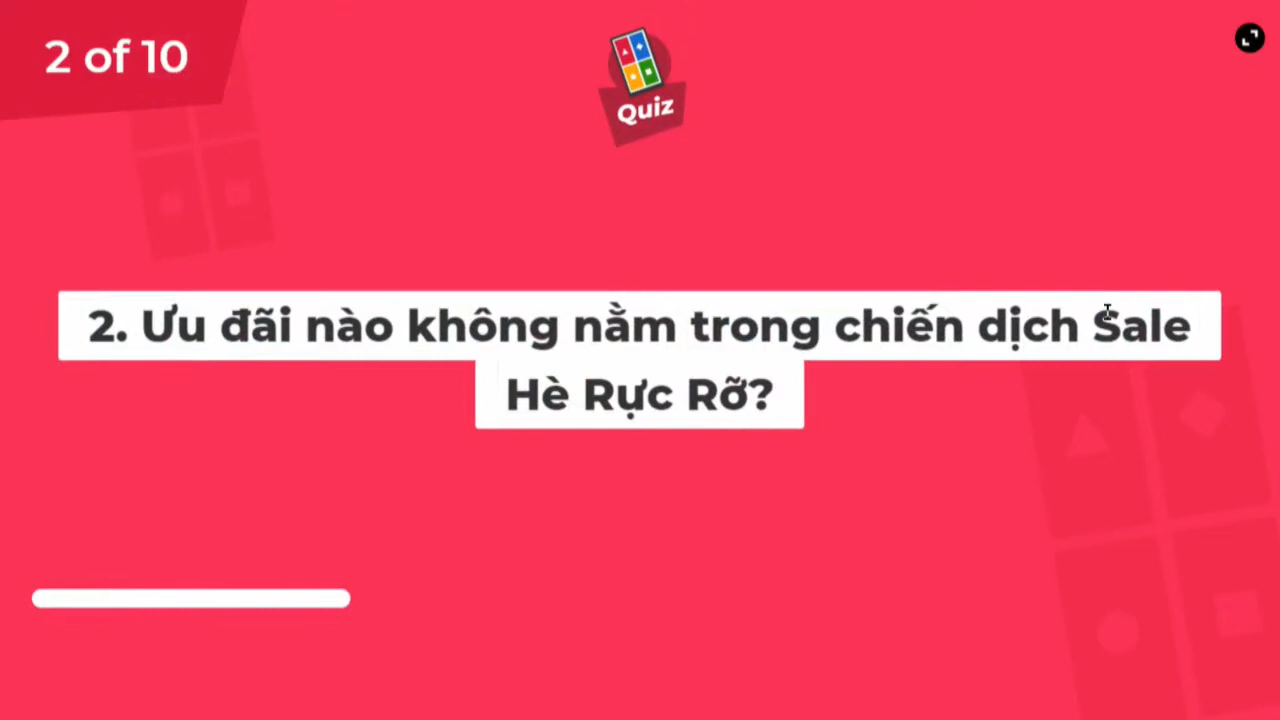 2 of 10
Quiz
2. Ưu đãi nào không nằm trong chiến dịch Sale
Hè Rực Rỡ?